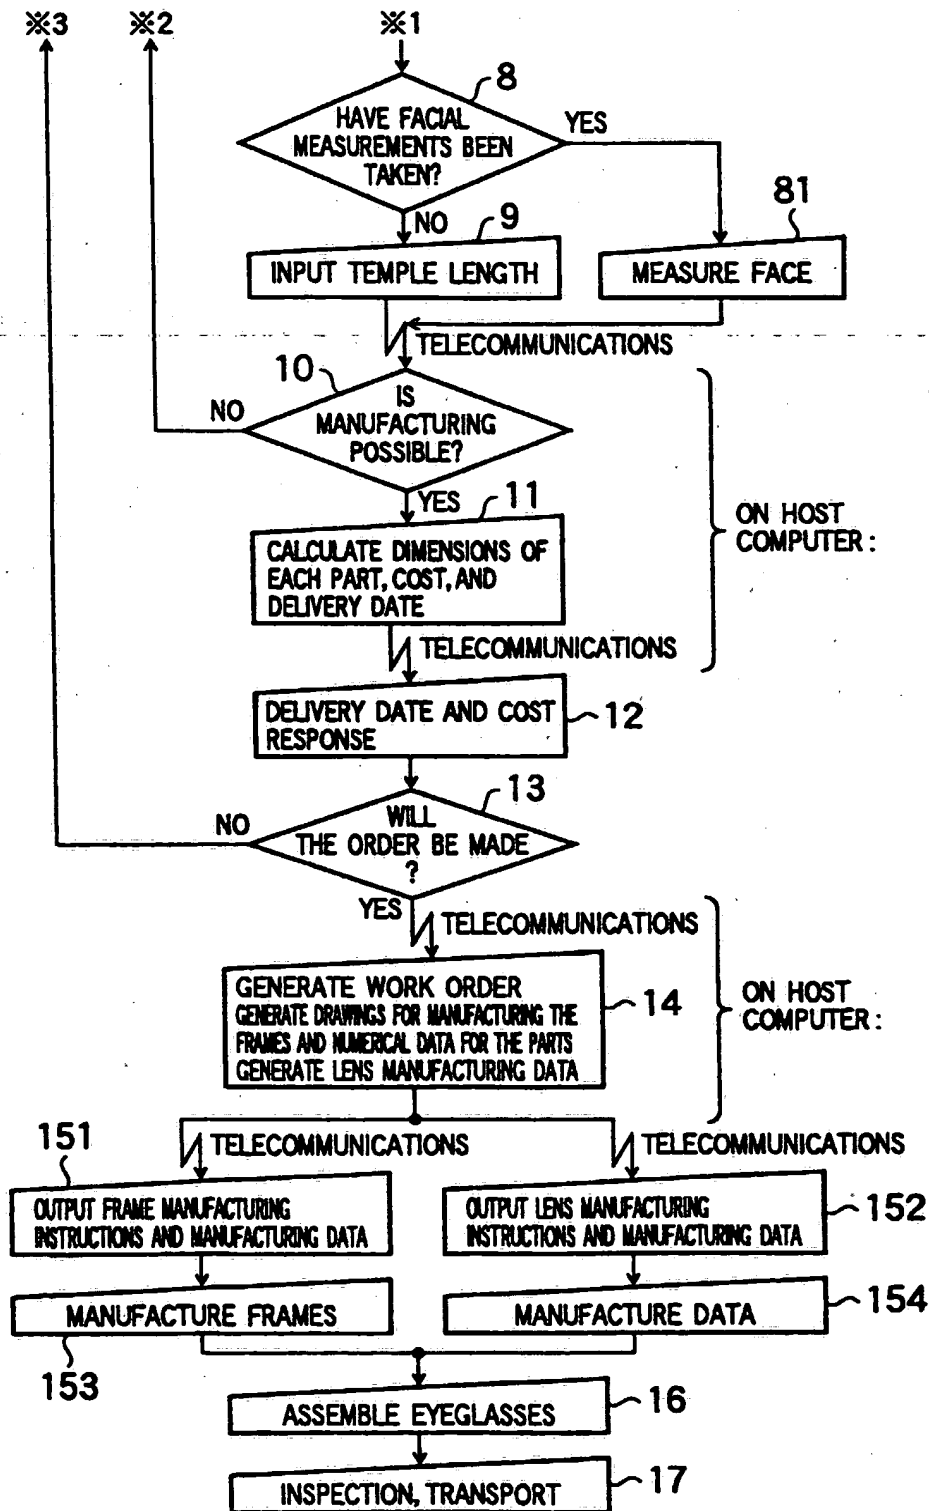 ※3
※2
※1
8
HAVE FACIAL
MEASUREMENTS BEEN
TAKEN?
YES
NO
9
81
INPUT TEMPLE LENGTH
MEASURE FACE
TELECOMMUNICATIONS
10
IS
MANUFACTURING
POSSIBLE?
NO
YES
11
ON HOST
COMPUTER:
CALCULATE DIMENSIONS OF
EACH PART, COST, AND
DELIVERY DATE
TELECOMMUNICATIONS
DELIVERY DATE AND COST
RESPONSE
12
13
WILL
THE ORDER BE MADE
?
NO
YES
TELECOMMUNICATIONS
GENERATE WORK ORDER
GENERATE DRAWINGS FOR MANUFACTURING THE
FRAMES AND NUMERICAL DATA FOR THE PARTS
GENERATE LENS MANUFACTURING DATA
14
ON HOST
COMPUTER:
151
TELECOMMUNICATIONS
TELECOMMUNICATIONS
OUTPUT FRAME MANUFACTURING
INSTRUCTIONS AND MANUFACTURING DATA
OUTPUT LENS MANUFACTURING
INSTRUCTIONS AND MANUFACTURING DATA
152
MANUFACTURE FRAMES
MANUFACTURE DATA
154
153
ASSEMBLE EYEGLASSES
16
INSPECTION, TRANSPORT
17